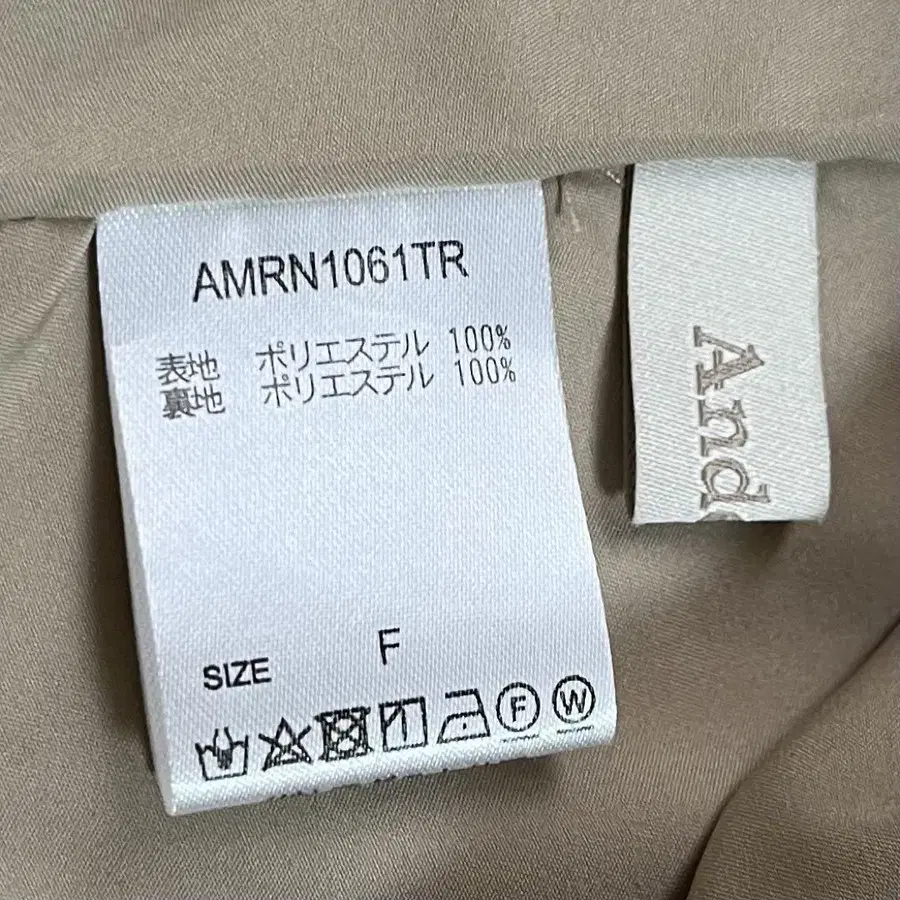 AMRN1061TR
表地 ポリエステル 100%
裏地 ポリエステル 100%
SIZE F
F W
And